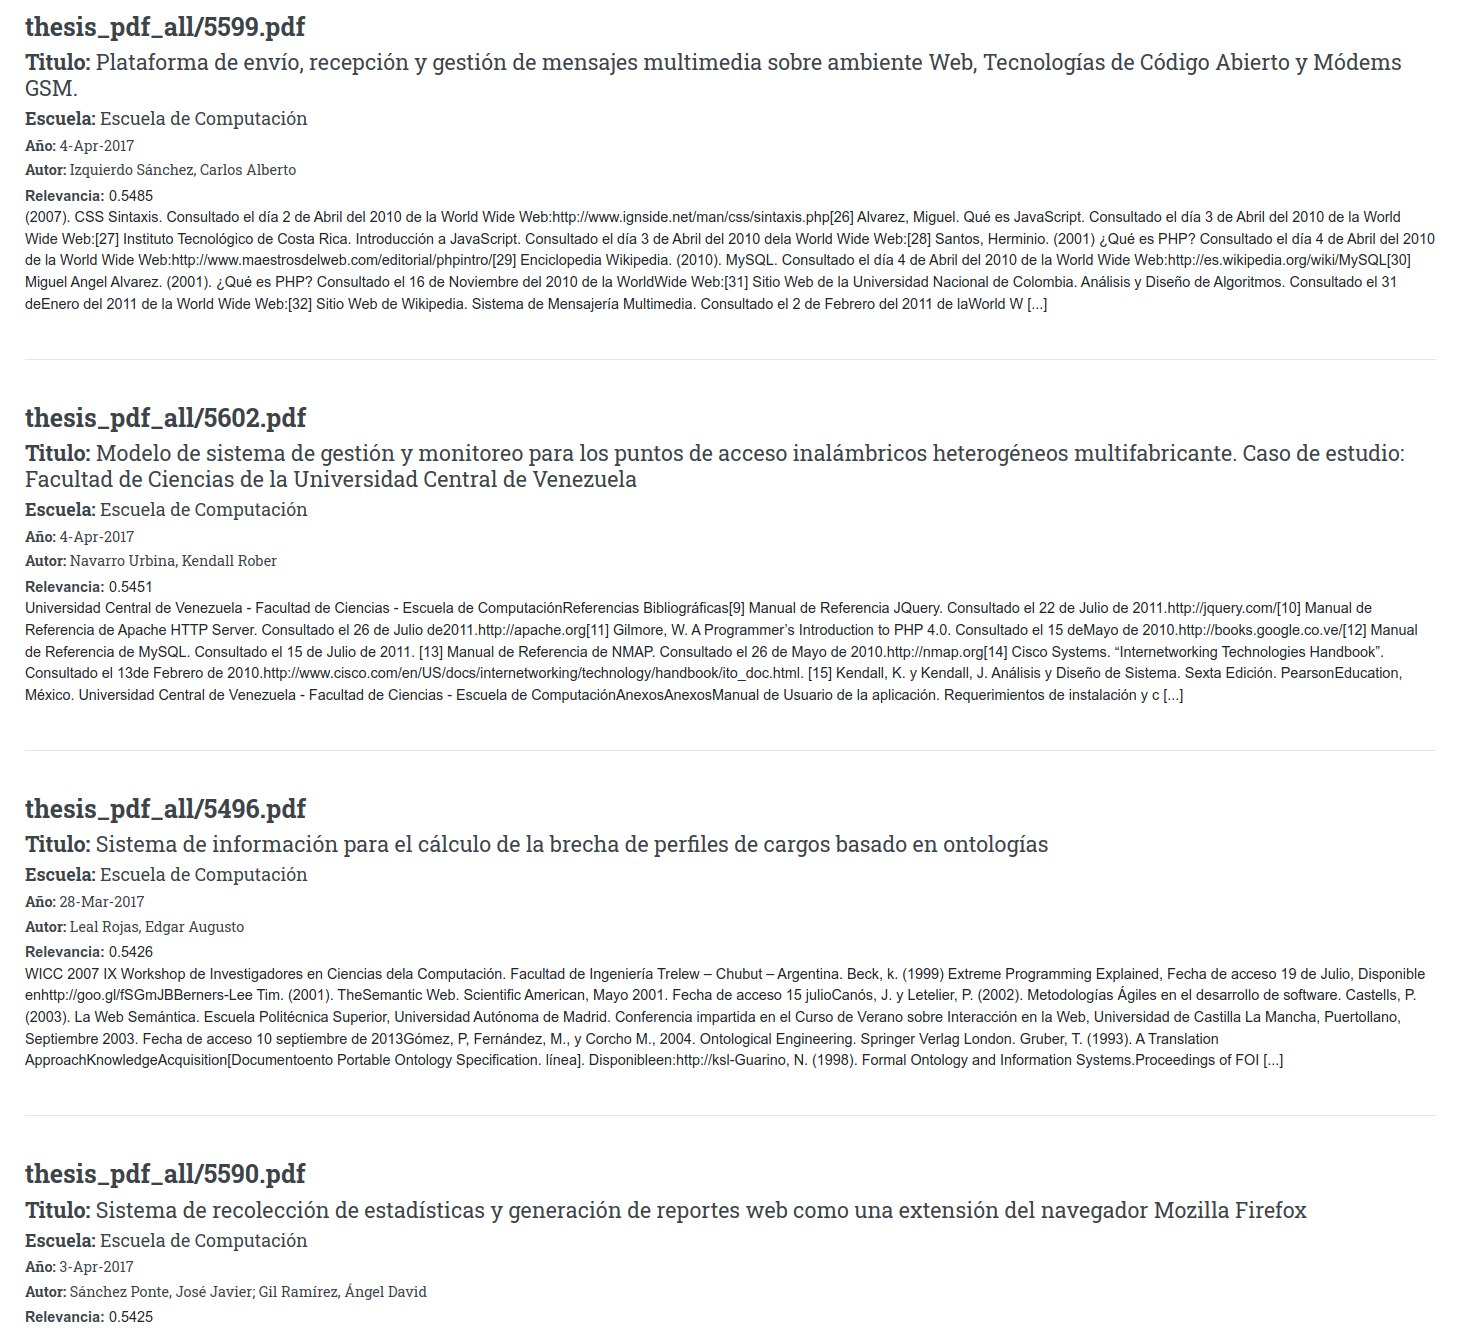 thesis_pdf_all/5599.pdf
Titulo: Plataforma de envío, recepción y gestión de mensajes multimedia sobre ambiente Web, Tecnologías de Código Abierto y Módems
GSM.
Escuela: Escuela de Computación
Año: 4-Apr-2017
Autor: Izquierdo Sánchez, Carlos Alberto
Relevancia: 0.5485
(2007). CSS Sintaxis. Consultado el día 2 de Abril del 2010 de la World Wide Web:http://www.ignside.net/man/css/sintaxis.php[26] Alvarez, Miguel. Qué es JavaScript. Consultado el día 3 de Abril del 2010 de la World
Wide Web:[27] Instituto Tecnológico de Costa Rica. Introducción a JavaScript. Consultado el día 3 de Abril del 2010 dela World Wide Web:[28] Santos, Herminio. (2001) ¿Qué es PHP? Consultado el día 4 de Abril del 2010
de la World Wide Web:http://www.maestrosdelweb.com/editorial/phpintro/[29] Enciclopedia Wikipedia. (2010). MySQL. Consultado el día 4 de Abril del 2010 de la World Wide Web:http://es.wikipedia.org/wiki/MySQL[30]
Miguel Angel Alvarez. (2001). ¿Qué es PHP? Consultado el 16 de Noviembre del 2010 de la WorldWide Web:[31] Sitio Web de la Universidad Nacional de Colombia. Análisis y Diseño de Algoritmos. Consultado el 31
deEnero del 2011 de la World Wide Web:[32] Sitio Web de Wikipedia. Sistema de Mensajería Multimedia. Consultado el 2 de Febrero del 2011 de laWorld W [...]
thesis_pdf_all/5602.pdf
Titulo: Modelo de sistema de gestión y monitoreo para los puntos de acceso inalámbricos heterogéneos multifabricante. Caso de estudio:
Facultad de Ciencias de la Universidad Central de Venezuela
Escuela: Escuela de Computación
Año: 4-Apr-2017
Autor: Navarro Urbina, Kendall Rober
Relevancia: 0.5451
Universidad Central de Venezuela - Facultad de Ciencias - Escuela de ComputaciónReferencias Bibliográficas[9] Manual de Referencia JQuery. Consultado el 22 de Julio de 2011.http://jquery.com/[10] Manual de
Referencia de Apache HTTP Server. Consultado el 26 de Julio de2011.http://apache.org[11] Gilmore, W. A Programmer’s Introduction to PHP 4.0. Consultado el 15 deMayo de 2010.http://books.google.co.ve/[12] Manual
de Referencia de MySQL. Consultado el 15 de Julio de 2011. [13] Manual de Referencia de NMAP. Consultado el 26 de Mayo de 2010.http://nmap.org[14] Cisco Systems. “Internetworking Technologies Handbook”.
Consultado el 13de Febrero de 2010.http://www.cisco.com/en/US/docs/internetworking/technology/handbook/ito_doc.html. [15] Kendall, K. y Kendall, J. Análisis y Diseño de Sistema. Sexta Edición. PearsonEducation,
México. Universidad Central de Venezuela - Facultad de Ciencias - Escuela de ComputaciónAnexosAnexosManual de Usuario de la aplicación. Requerimientos de instalación y c [...]
thesis_pdf_all/5496.pdf
Titulo: Sistema de información para el cálculo de la brecha de perfiles de cargos basado en ontologías
Escuela: Escuela de Computación
Año: 28-Mar-2017
Autor: Leal Rojas, Edgar Augusto
Relevancia: 0.5426
WICC 2007 IX Workshop de Investigadores en Ciencias dela Computación. Facultad de Ingeniería Trelew – Chubut – Argentina. Beck, k. (1999) Extreme Programming Explained, Fecha de acceso 19 de Julio, Disponible
enhttp://goo.gl/fSGmJBBerners-Lee Tim. (2001). TheSemantic Web. Scientific American, Mayo 2001. Fecha de acceso 15 julioCanós, J. y Letelier, P. (2002). Metodologías Ágiles en el desarrollo de software. Castells, P.
(2003). La Web Semántica. Escuela Politécnica Superior, Universidad Autónoma de Madrid. Conferencia impartida en el Curso de Verano sobre Interacción en la Web, Universidad de Castilla La Mancha, Puertollano,
Septiembre 2003. Fecha de acceso 10 septiembre de 2013Gómez, P, Fernández, M., y Corcho M., 2004. Ontological Engineering. Springer Verlag London. Gruber, T. (1993). A Translation
ApproachKnowledgeAcquisition[Documentoento Portable Ontology Specification. línea]. Disponibleen:http://ksl-Guarino, N. (1998). Formal Ontology and Information Systems.Proceedings of FOI [...]
thesis_pdf_all/5590.pdf
Titulo: Sistema de recolección de estadísticas y generación de reportes web como una extensión del navegador Mozilla Firefox
Escuela: Escuela de Computación
Año: 3-Apr-2017
Autor: Sánchez Ponte, José Javier; Gil Ramírez, Ángel David
Relevancia: 0.5425